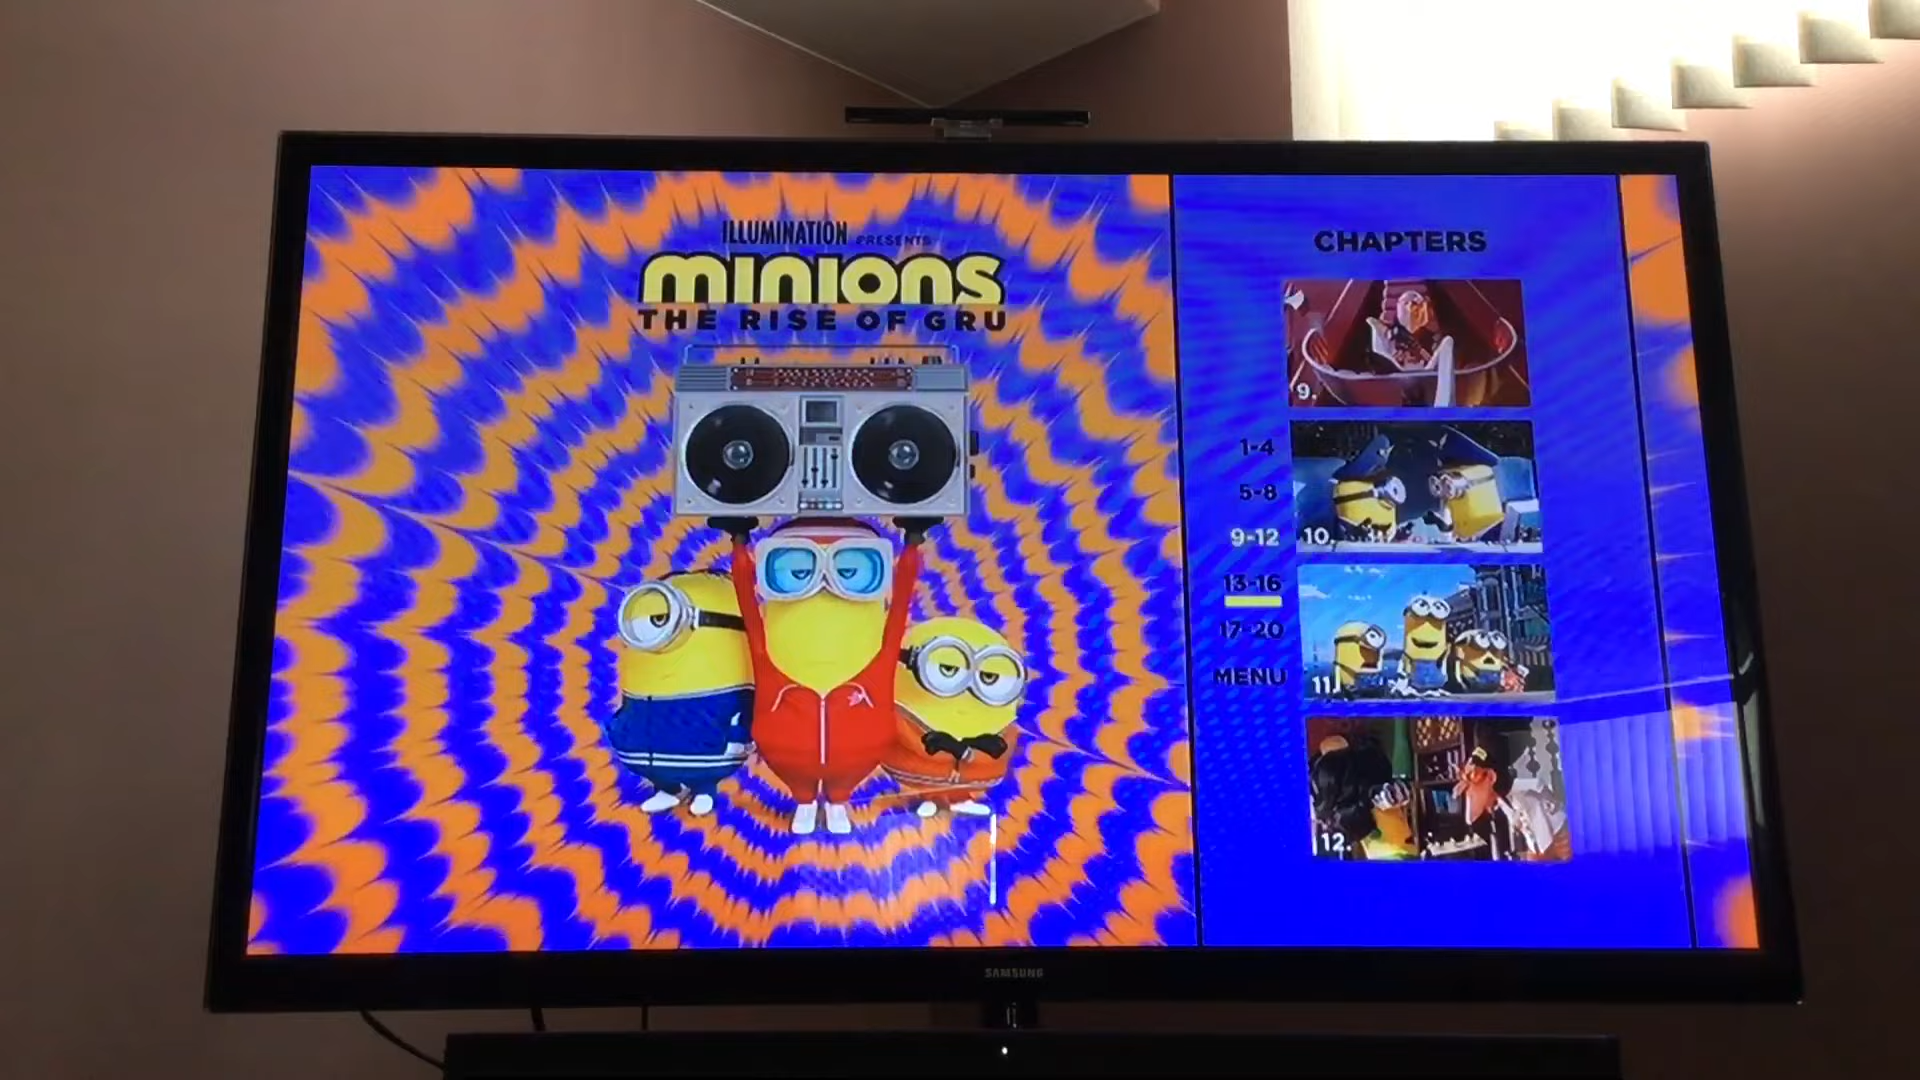 ILLUMINATION PRESENTS
minions
THE RISE OF GRU
CHAPTERS
9.
1-4
5-8
9-12
10.
13-16
17-20
MENU
11.
12.
SAMSUNG